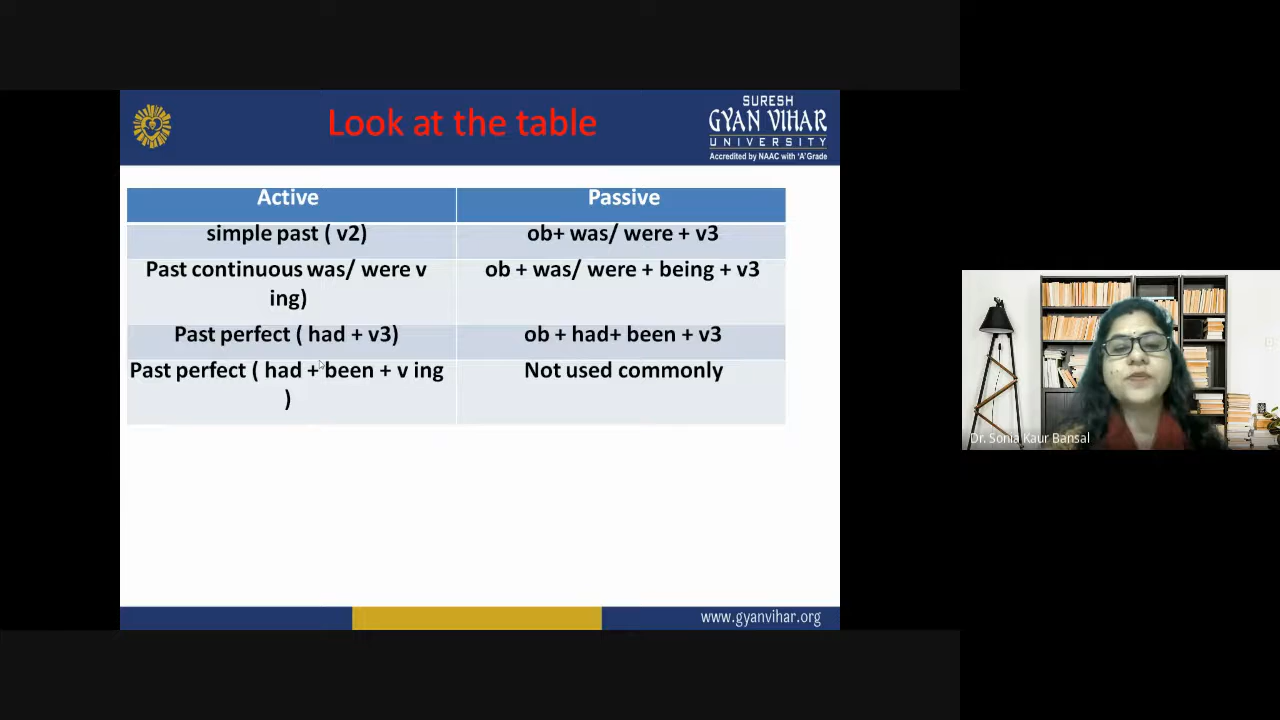 Look at the table
SURESH
GYAN VIHAR
UNIVERSITY
Accredited by NAAC with 'A' Grade
Active
Passive
simple past ( v2)
ob+ was/ were + v3
Past continuous was/ were v
ing)
ob + was/ were + being + v3
Past perfect ( had + v3)
ob + had+ been + v3
Past perfect ( had + been + v ing
)
Not used commonly
www.gyanvihar.org
Dr. Sonia Kaur Bansal